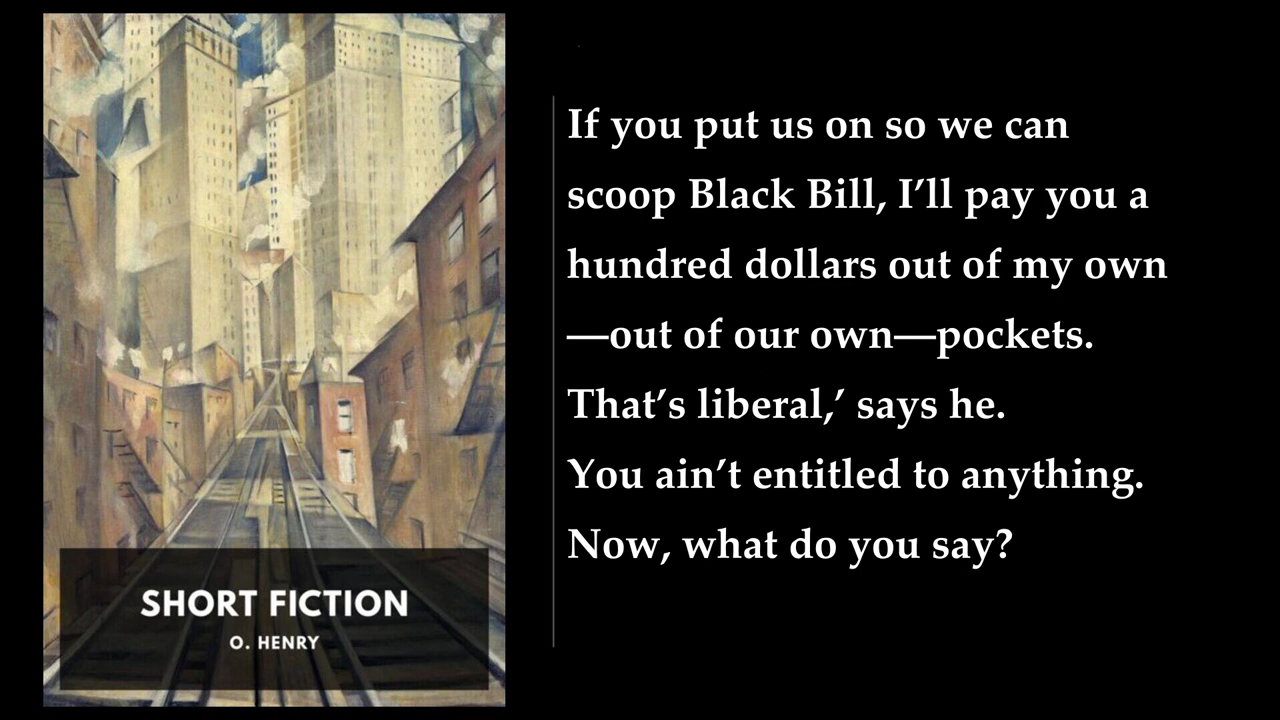 SHORT FICTION
O. HENRY
If you put us on so we can
scoop Black Bill, I’ll pay you a
hundred dollars out of my own
—out of our own—pockets.
That’s liberal,’ says he.
You ain’t entitled to anything.
Now, what do you say?